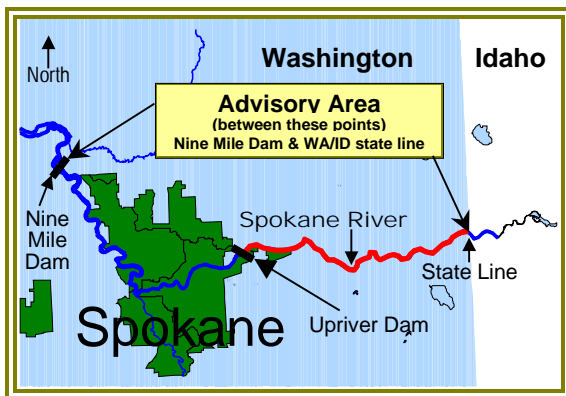 North
Washington
Idaho
Advisory Area
(between these points)
Nine Mile Dam & WA/ID state line
Nine
Mile
Dam
Spokane River
State Line
Upriver Dam
Spokane